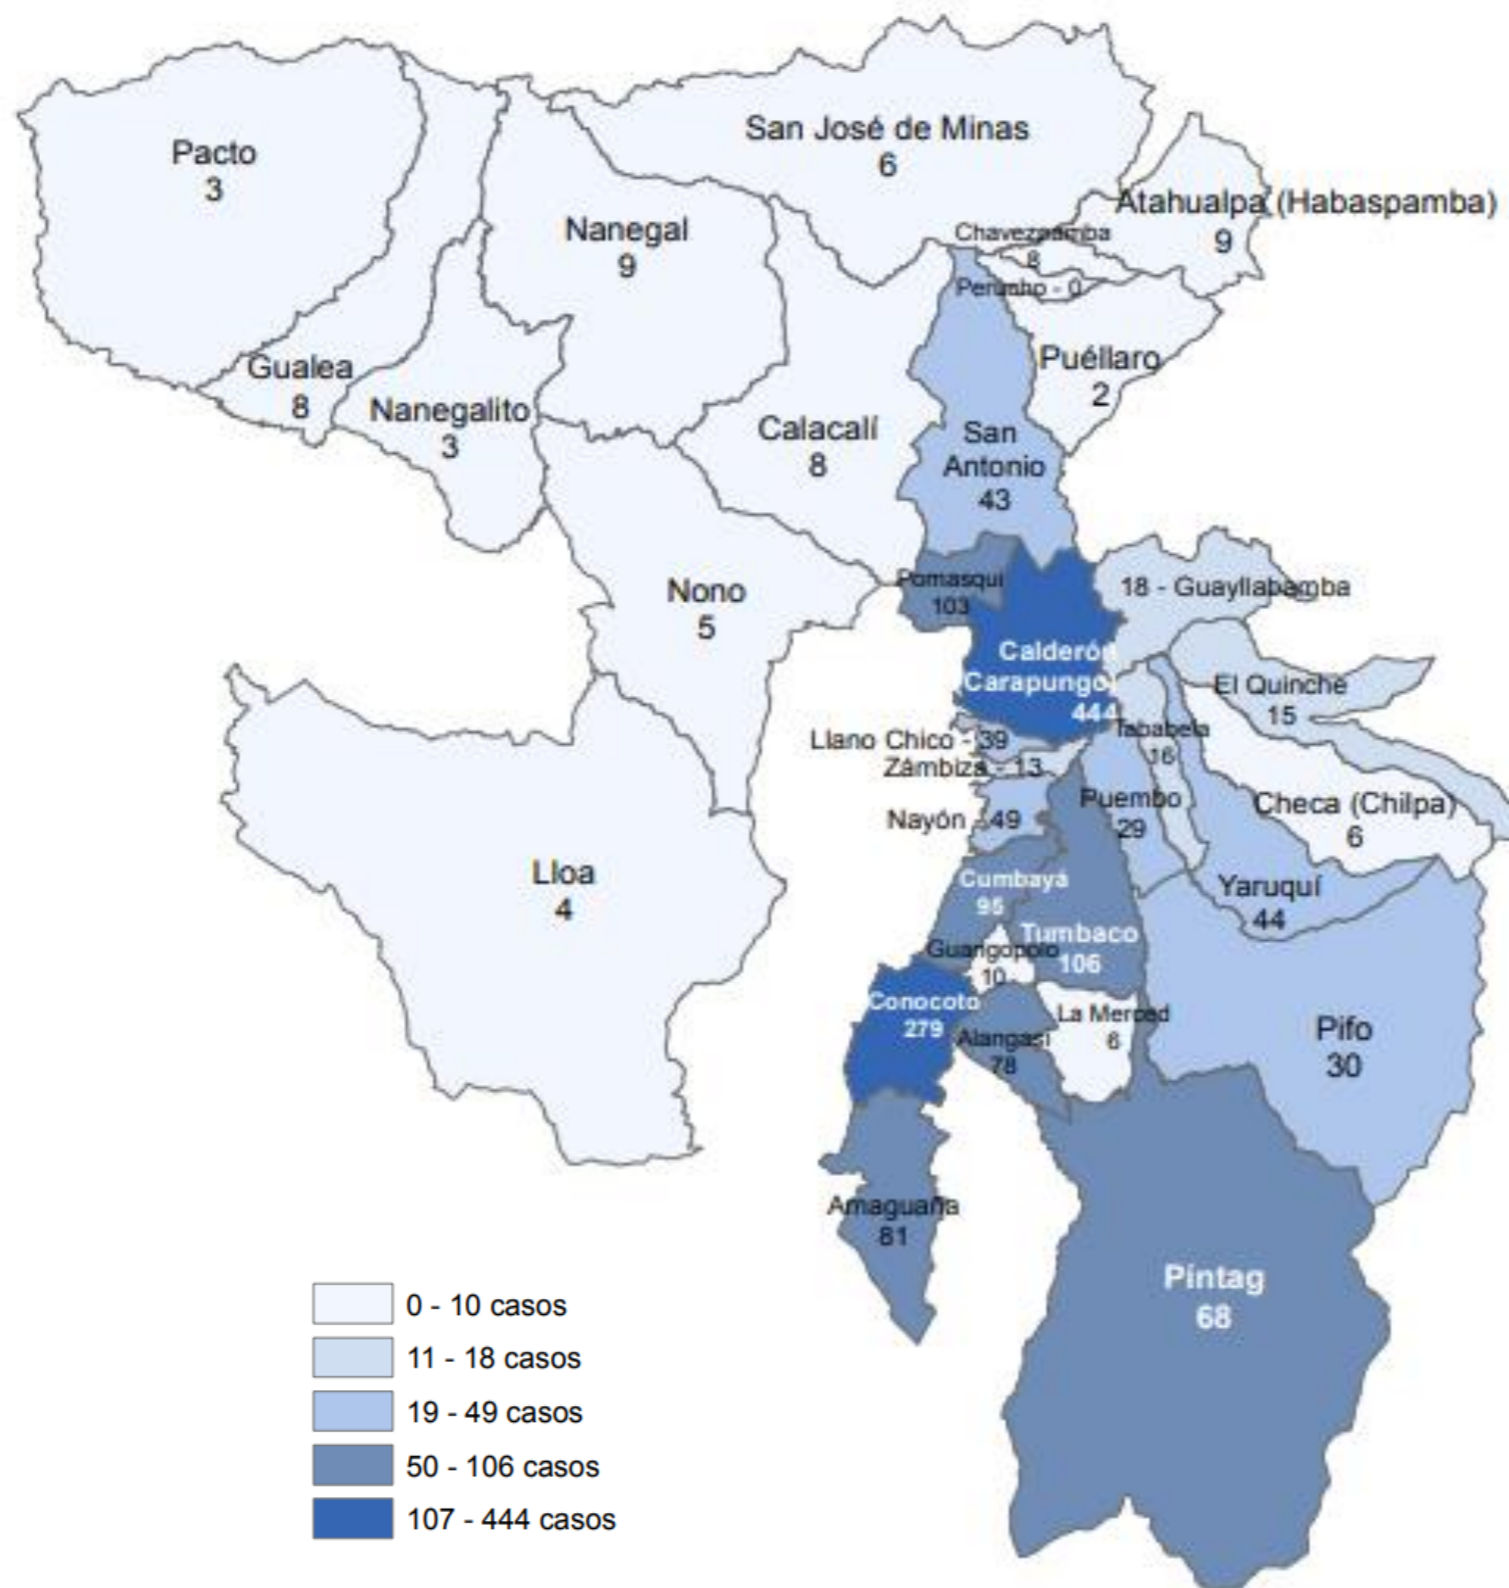 San José de Minas
6
Pacto
3
Atahualpa (Habaspamba)
9
Nanegal
9
Chavezpamba
8
Perucho - 0
Puéllaro
2
Gualea
8
Nanegalito
3
Calacalí
8
San
Antonio
43
Pomasqui
103
18 - Guayllabamba
Nono
5
Calderón
(Carapungo)
444
El Quinche
15
Llano Chico - 39
Tababela
16
Zámbiza - 13
Puembo
29
Checa (Chilpa)
6
Nayón - 49
Lloa
4
Cumbayá
95
Yaruquí
44
Tumbaco
106
Guangopolo
10
Conocoto
279
La Merced
6
Alangasí
78
Pifo
30
Amaguaña
81
Píntag
68
0 - 10 casos
11 - 18 casos
19 - 49 casos
50 - 106 casos
107 - 444 casos